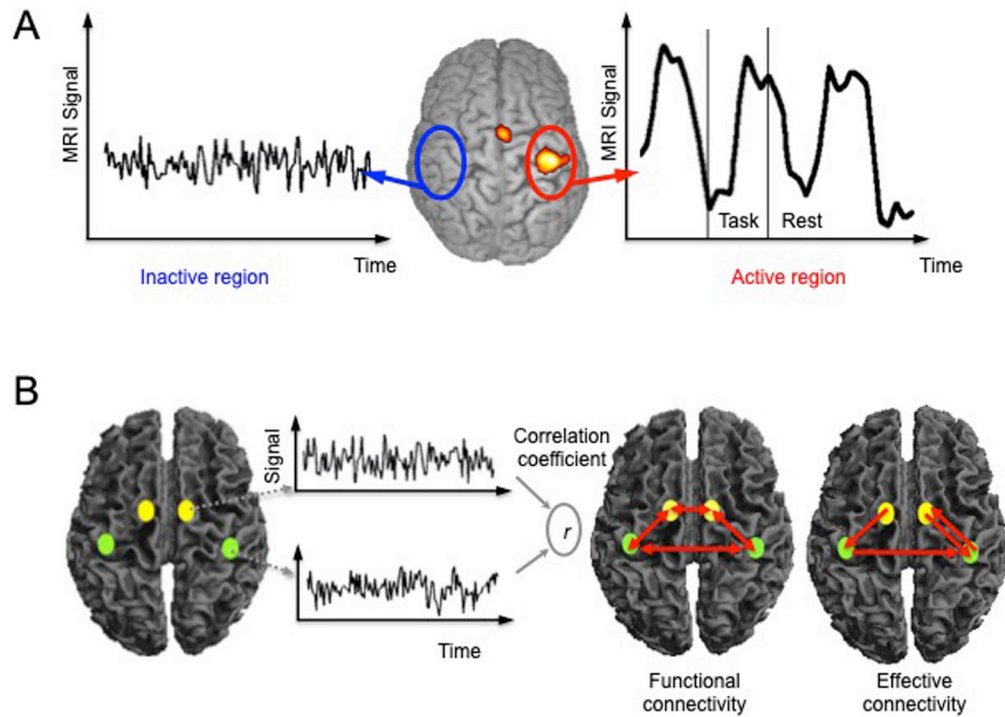 A
MRI Signal
Time
Inactive region
MRI Signal
Task
Rest
Time
Active region
B
Signal
Time
Correlation
coefficient
r
Functional
connectivity
Effective
connectivity